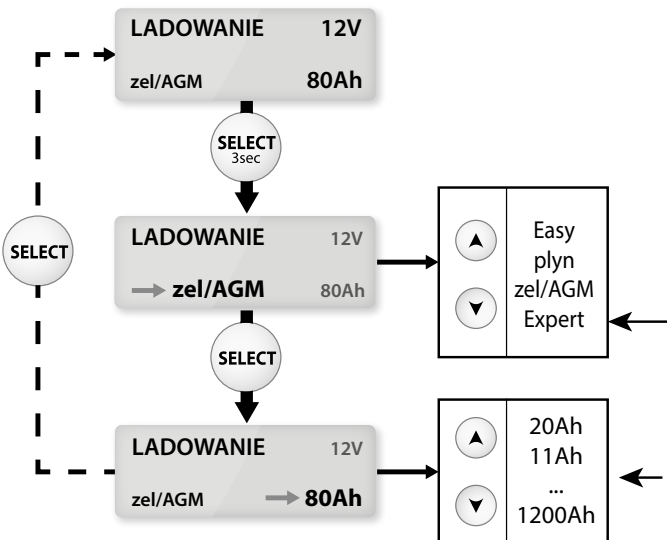 LADOWANIE 12V
zel/AGM 80Ah
SELECT
3sec
SELECT
LADOWANIE 12V
zel/AGM 80Ah
Easy
plyn
zel/AGM
Expert
SELECT
LADOWANIE 12V
zel/AGM 80Ah
20Ah
11Ah
...
1200Ah